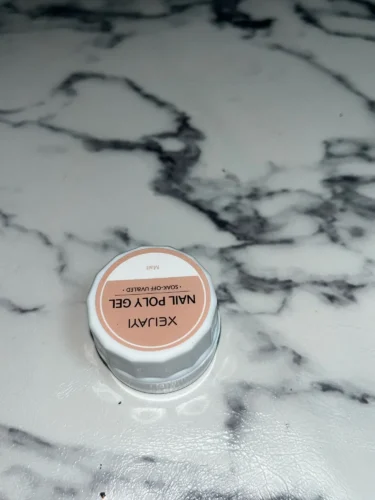 XEIJAYI
NAIL POLY GEL
• SOAK-OFF UV&LED •